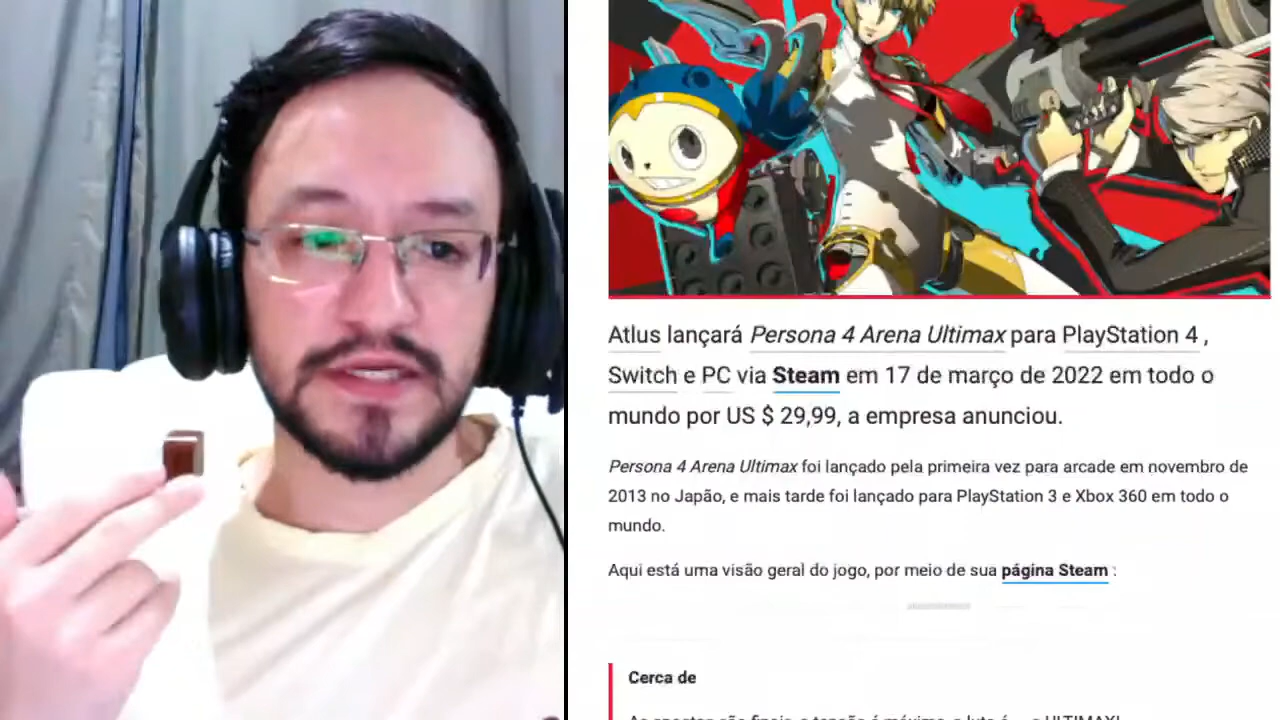 Atlus lançará Persona 4 Arena Ultimax para PlayStation 4 ,
Switch e PC via Steam em 17 de março de 2022 em todo o
mundo por US $ 29,99, a empresa anunciou.
Persona 4 Arena Ultimax foi lançado pela primeira vez para arcade em novembro de
2013 no Japão, e mais tarde foi lançado para PlayStation 3 e Xbox 360 em todo o
mundo.
Aqui está uma visão geral do jogo, por meio de sua página Steam :
Cerca de